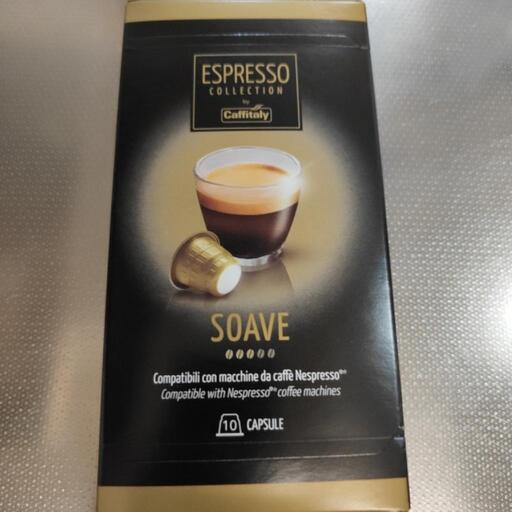 ESPRESSO
COLLECTION
by
Caffitaly
SOAVE
Compatibili con macchine da caffè Nespresso®*
Compatible with Nespresso®* coffee machines
10 CAPSULE